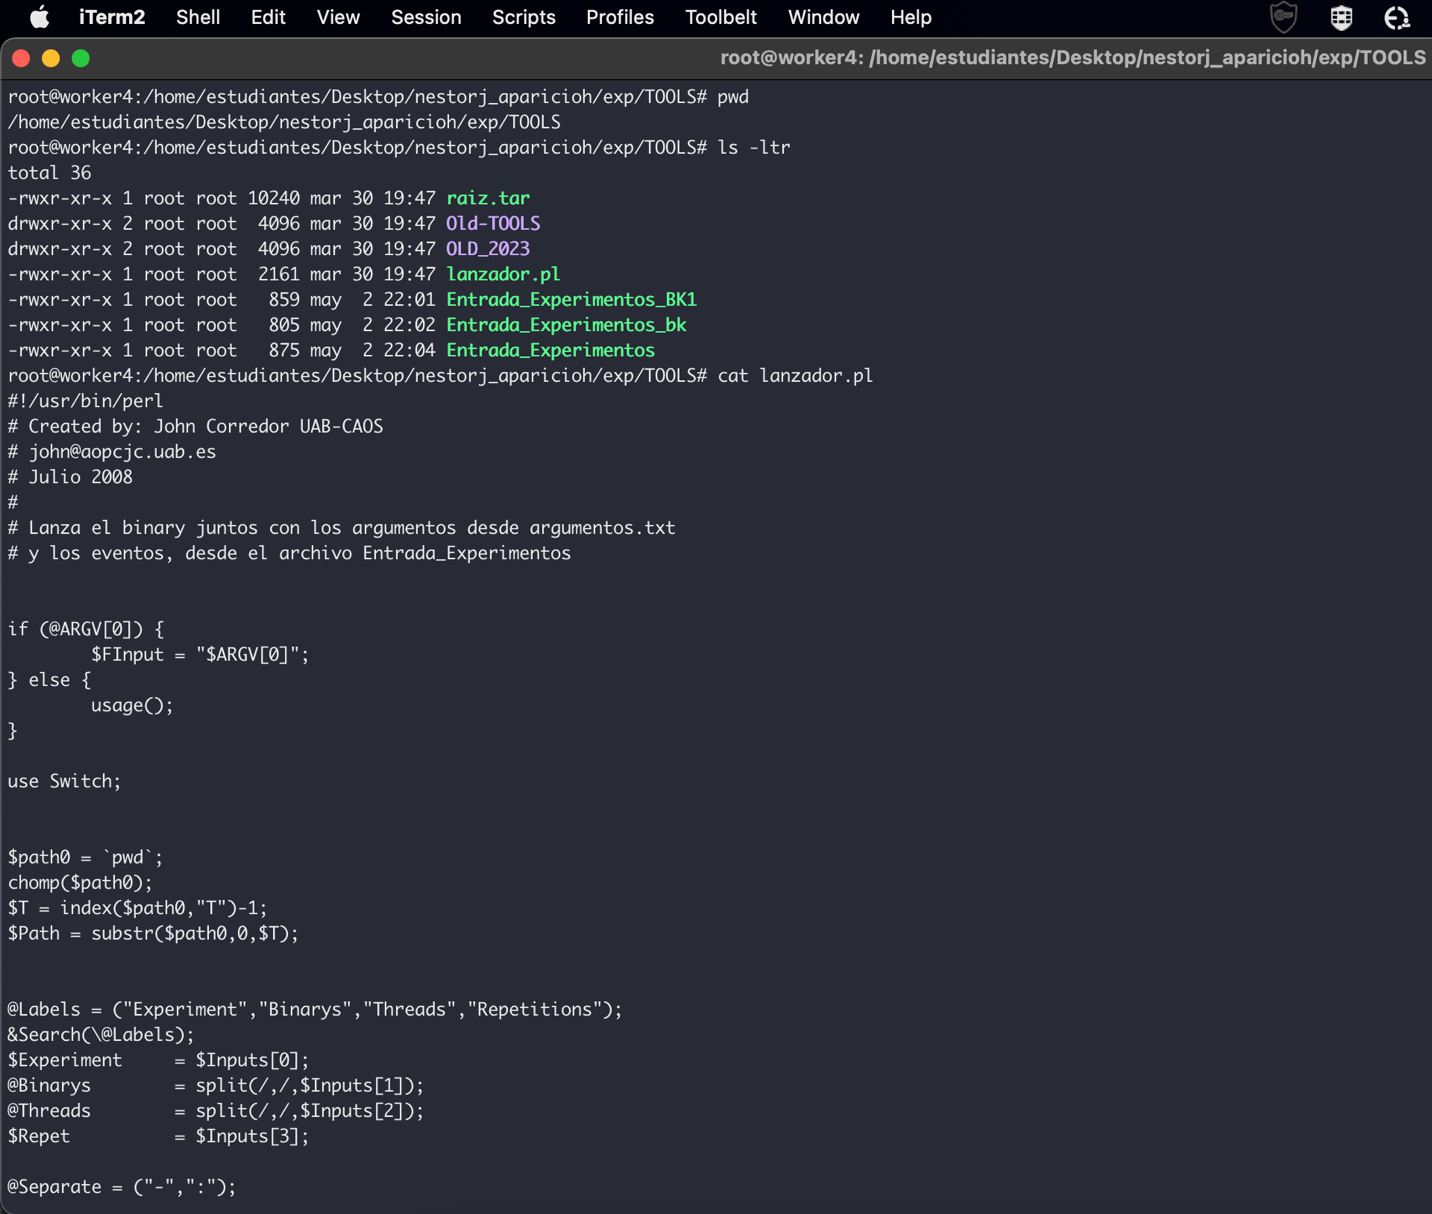 iTerm2 Shell Edit View Session Scripts Profiles Toolbelt Window Help
root@worker4: /home/estudiantes/Desktop/nestorj_aparicioh/exp/TOOLS
root@worker4:/home/estudiantes/Desktop/nestorj_aparicioh/exp/TOOLS# pwd
/home/estudiantes/Desktop/nestorj_aparicioh/exp/TOOLS
root@worker4:/home/estudiantes/Desktop/nestorj_aparicioh/exp/TOOLS# ls -ltr
total 36
-rwxr-xr-x 1 root root 10240 mar 30 19:47 raiz.tar
drwxr-xr-x 2 root root  4096 mar 30 19:47 Old-TOOLS
drwxr-xr-x 2 root root  4096 mar 30 19:47 OLD_2023
-rwxr-xr-x 1 root root  2161 mar 30 19:47 lanzador.pl
-rwxr-xr-x 1 root root   859 may  2 22:01 Entrada_Experimentos_BK1
-rwxr-xr-x 1 root root   805 may  2 22:02 Entrada_Experimentos_bk
-rwxr-xr-x 1 root root   875 may  2 22:04 Entrada_Experimentos
root@worker4:/home/estudiantes/Desktop/nestorj_aparicioh/exp/TOOLS# cat lanzador.pl
#!/usr/bin/perl
# Created by: John Corredor UAB-CAOS
# john@aopcjc.uab.es
# Julio 2008
#
# Lanza el binary juntos con los argumentos desde argumentos.txt
# y los eventos, desde el archivo Entrada_Experimentos
if (@ARGV[0]) {
        $FInput = "$ARGV[0]";
} else {
        usage();
}
use Switch;
$path0 = `pwd`;
chomp($path0);
$T = index($path0,"T")-1;
$Path = substr($path0,0,$T);
@Labels = ("Experiment","Binarys","Threads","Repetitions");
&Search(\@Labels);
$Experiment     = $Inputs[0];
@Binarys        = split(/,/,$Inputs[1]);
@Threads        = split(/,/,$Inputs[2]);
$Repet          = $Inputs[3];
@Separate = ("-",":");